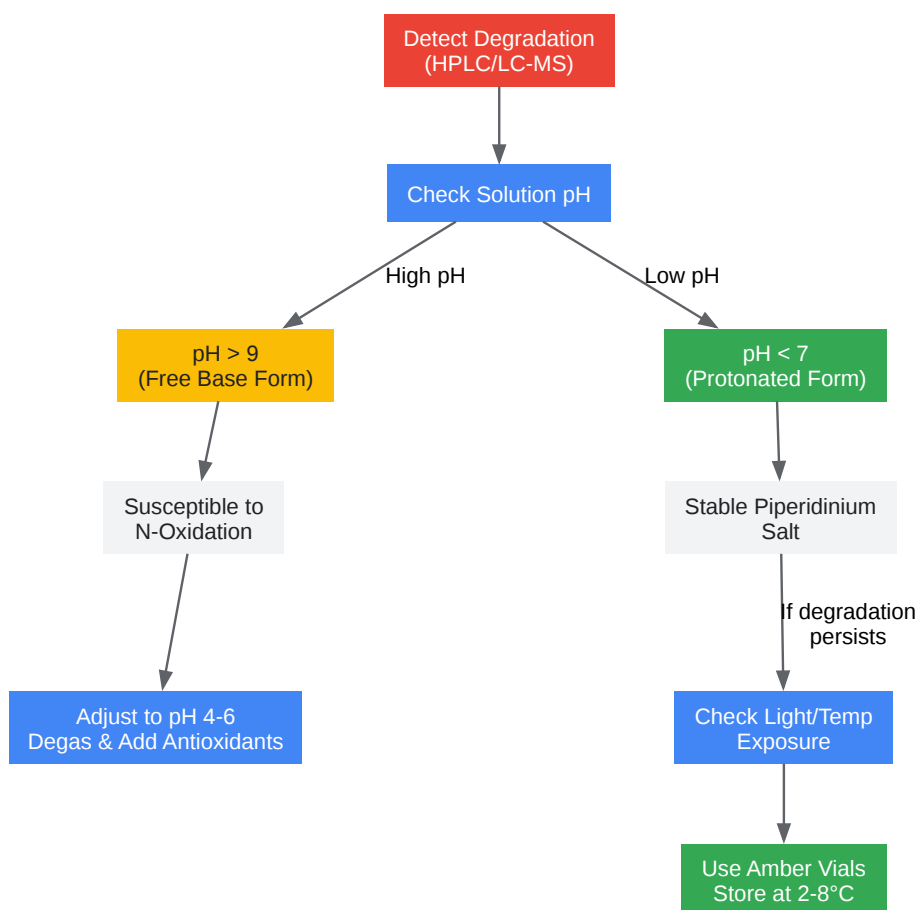 Detect Degradation
(HPLC/LC-MS)
Check Solution pH
High pH
Low pH
pH > 9
(Free Base Form)
pH < 7
(Protonated Form)
Susceptible to
N-Oxidation
Stable Piperidinium
Salt
If degradation
persists
Adjust to pH 4-6
Degas & Add Antioxidants
Check Light/Temp
Exposure
Use Amber Vials
Store at 2-8°C